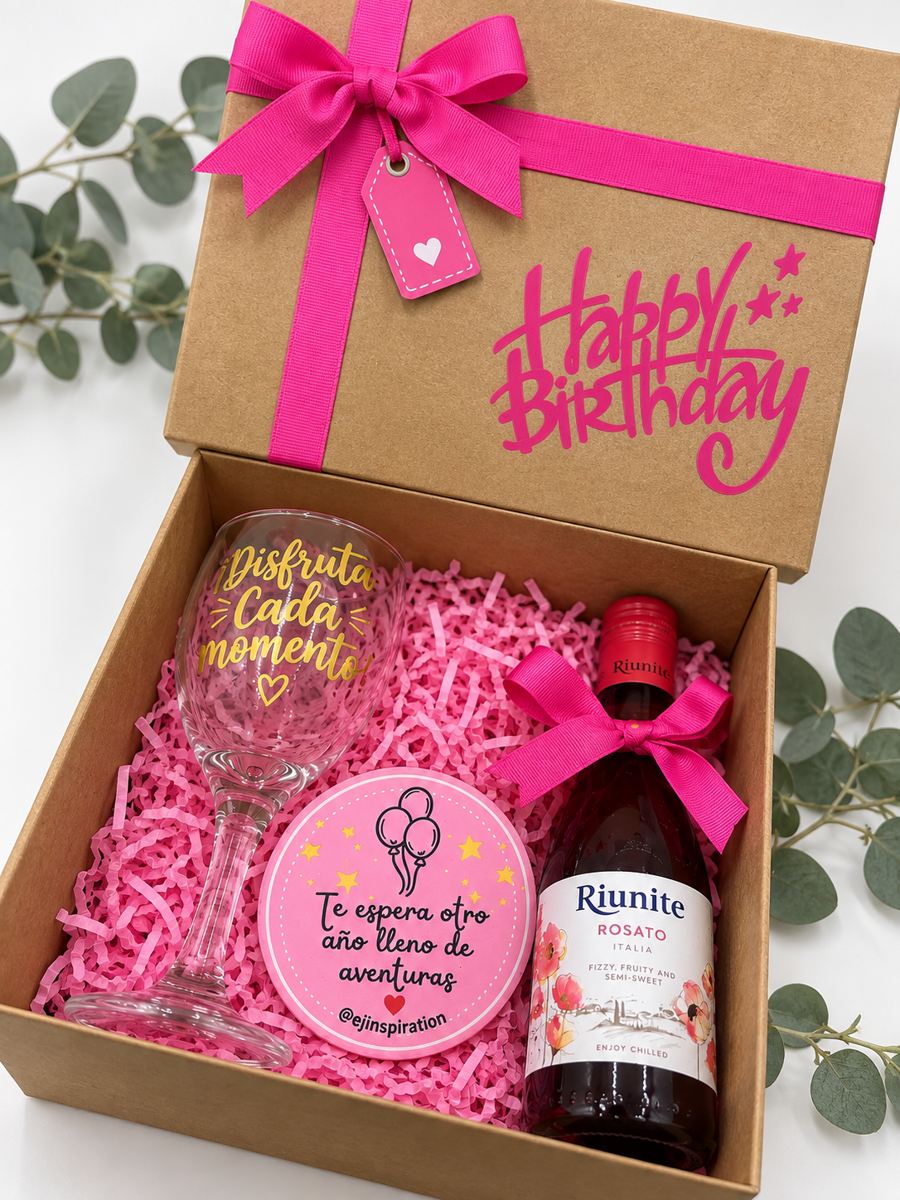 Happy
Birthday
¡Disfruta
Cada
momento!
Te espera otro
año lleno de
aventuras
@ejinspiration
Riunite
Riunite
ROSATO
ITALIA
FIZZY, FRUITY AND
SEMI-SWEET
ENJOY CHILLED